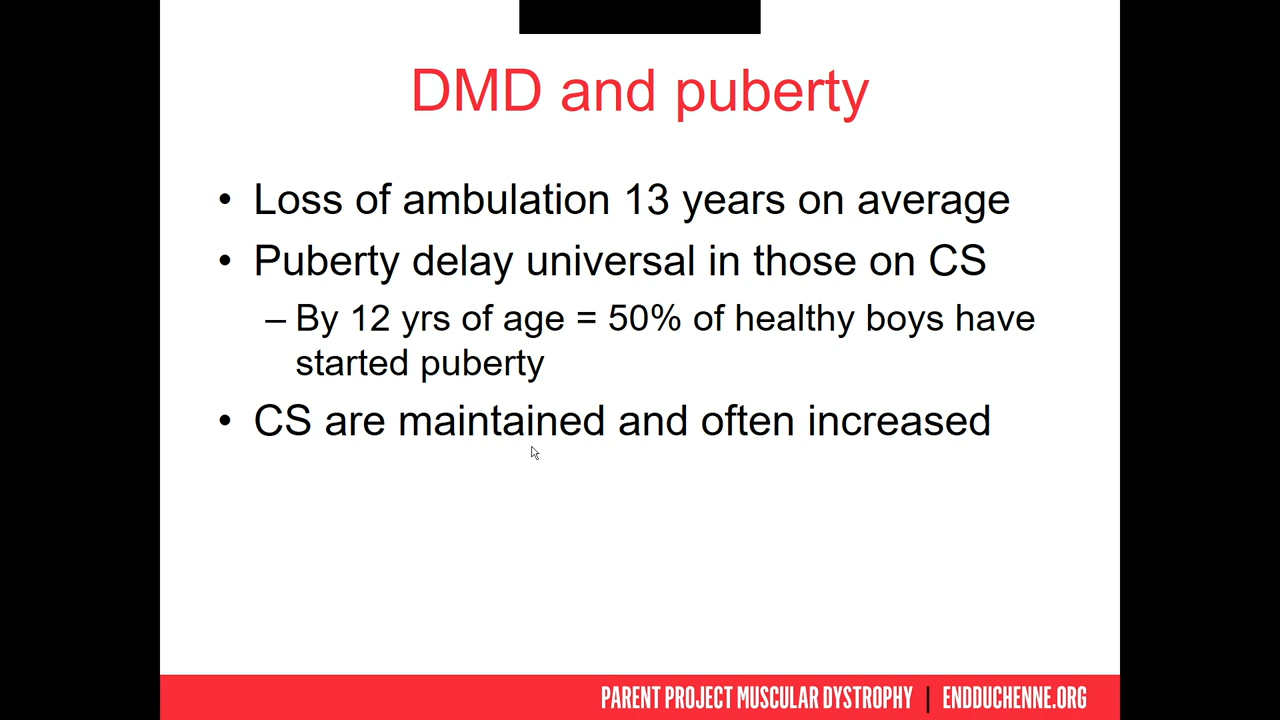 DMD and puberty
• Loss of ambulation 13 years on average
• Puberty delay universal in those on CS
– By 12 yrs of age = 50% of healthy boys have
started puberty
• CS are maintained and often increased
PARENT PROJECT MUSCULAR DYSTROPHY | ENDDUCHENNE.ORG